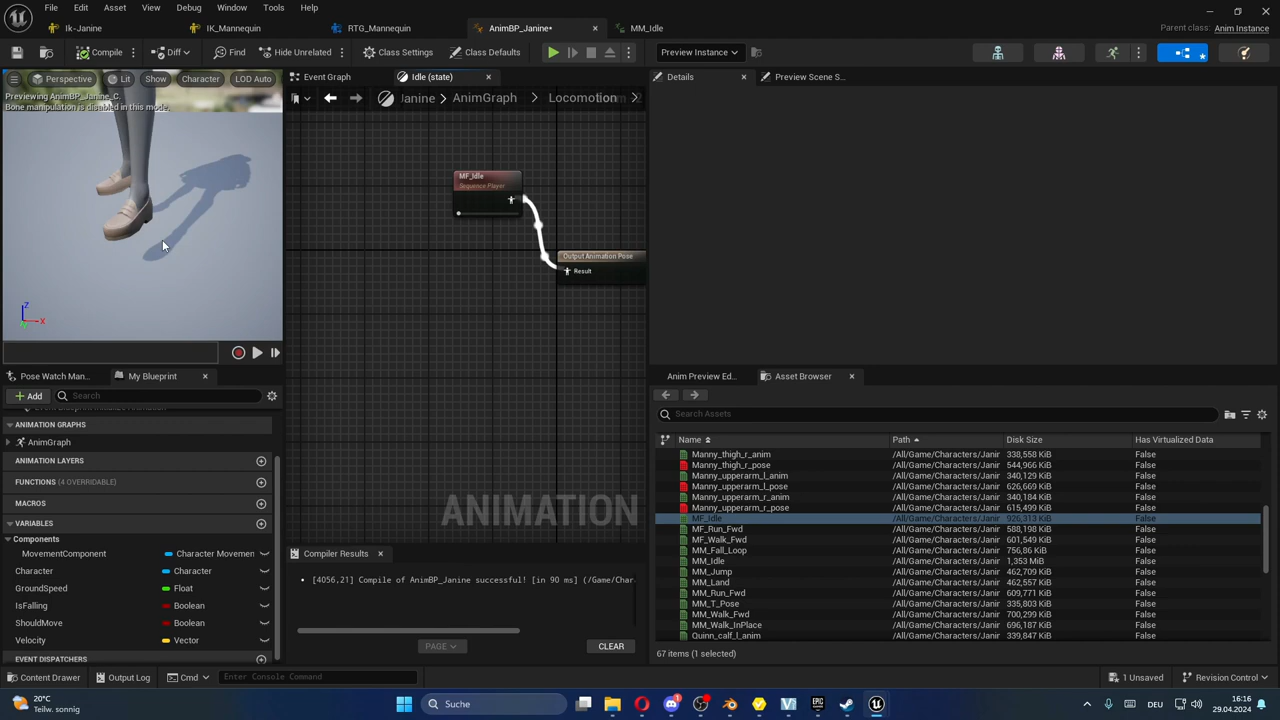 File Edit Asset View Debug Window Tools Help
Parent class: Anim Instance
Ik-Janine IK_Mannequin RTG_Mannequin AnimBP_Janine* MM_Idle
Compile Diff Find Hide Unrelated Class Settings Class Defaults Preview Instance
Perspective Lit Show Character LOD Auto
Previewing AnimBP_Janine_C.
Bone manipulation is disabled in this mode.
Z
X
Event Graph Idle (state)
Janine > AnimGraph > Locomotion
MF_Idle
Sequence Player
Output Animation Pose
Result
ANIMATION
Details Preview Scene S...
Pose Watch Man... My Blueprint
Add Search
ANIMATION GRAPHS
AnimGraph
ANIMATION LAYERS
FUNCTIONS (4 OVERRIDABLE)
MACROS
VARIABLES
Components
MovementComponent Character Movemen
Character Character
GroundSpeed Float
IsFalling Boolean
ShouldMove Boolean
Velocity Vector
EVENT DISPATCHERS
Compiler Results
[4056,21] Compile of AnimBP_Janine successful! [in 90 ms] (/Game/Char
PAGE CLEAR
Anim Preview Ed... Asset Browser
Search Assets
Name Path Disk Size Has Virtualized Data
Manny_thigh_r_anim /All/Game/Characters/Janir 338,558 KiB False
Manny_thigh_r_pose /All/Game/Characters/Janir 544,966 KiB False
Manny_upperarm_l_anim /All/Game/Characters/Janir 340,129 KiB False
Manny_upperarm_l_pose /All/Game/Characters/Janir 626,669 KiB False
Manny_upperarm_r_anim /All/Game/Characters/Janir 340,184 KiB False
Manny_upperarm_r_pose /All/Game/Characters/Janir 615,499 KiB False
MF_Idle /All/Game/Characters/Janir 926,313 KiB False
MF_Run_Fwd /All/Game/Characters/Janir 588,198 KiB False
MF_Walk_Fwd /All/Game/Characters/Janir 601,549 KiB False
MM_Fall_Loop /All/Game/Characters/Janir 756,86 KiB False
MM_Idle /All/Game/Characters/Janir 1,353 MiB False
MM_Jump /All/Game/Characters/Janir 462,709 KiB False
MM_Land /All/Game/Characters/Janir 462,557 KiB False
MM_Run_Fwd /All/Game/Characters/Janir 609,771 KiB False
MM_T_Pose /All/Game/Characters/Janir 335,803 KiB False
MM_Walk_Fwd /All/Game/Characters/Janir 700,299 KiB False
MM_Walk_InPlace /All/Game/Characters/Janir 696,187 KiB False
Quinn_calf_l_anim /All/Game/Characters/Janir 339,847 KiB False
67 items (1 selected)
Content Drawer Output Log Cmd Enter Console Command 1 Unsaved Revision Control
20°C
Teilw. sonnig
Suche
16:16
29.04.2024